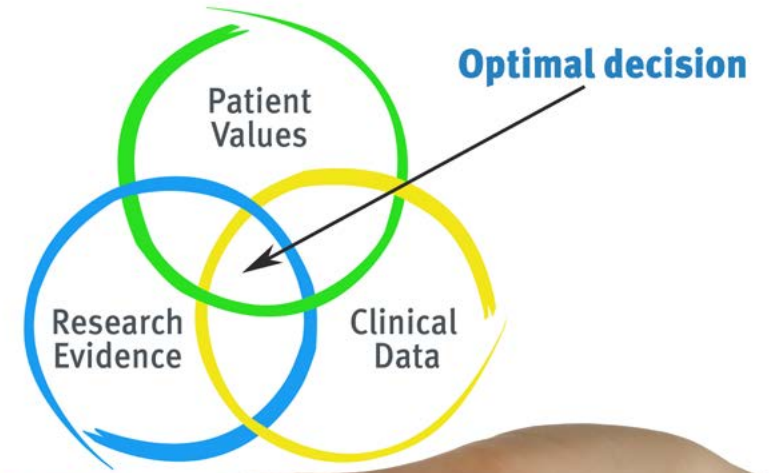 Optimal decision
Patient
Values
Research
Evidence
Clinical
Data